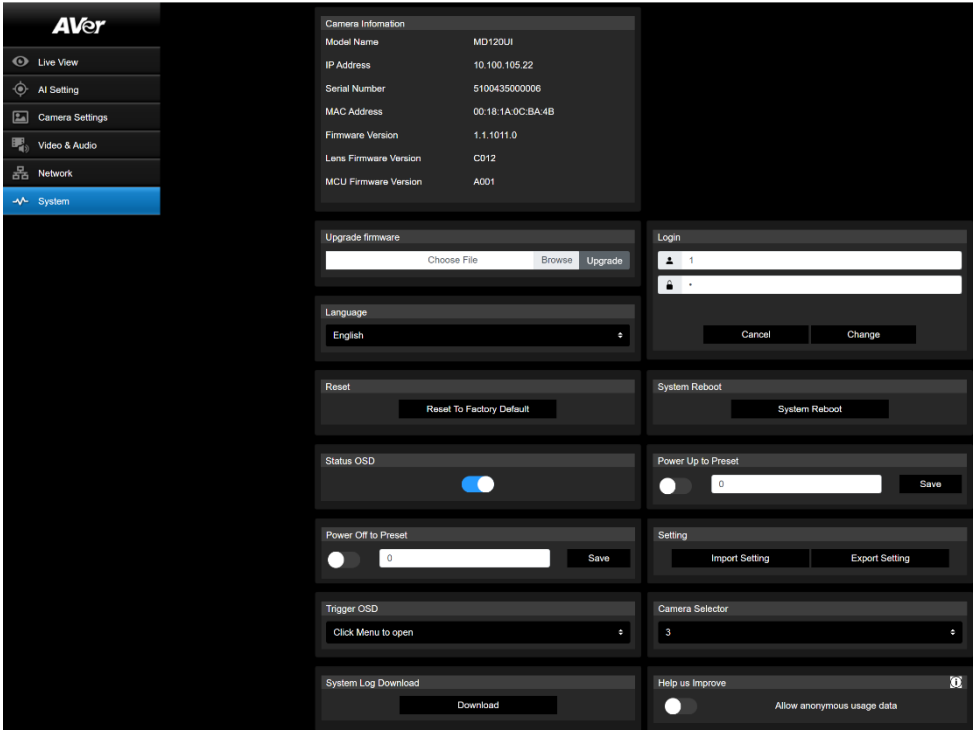 AVer
Live View
AI Setting
Camera Settings
Video & Audio
Network
System
Camera Infomation
Model Name MD120UI
IP Address 10.100.105.22
Serial Number 5100435000006
MAC Address 00:18:1A:0C:BA:4B
Firmware Version 1.1.1011.0
Lens Firmware Version C012
MCU Firmware Version A001
Upgrade firmware
Choose File Browse Upgrade
Login
1
Cancel Change
Language
English
Reset
Reset To Factory Default
System Reboot
System Reboot
Status OSD
Power Up to Preset
0 Save
Power Off to Preset
0 Save
Setting
Import Setting Export Setting
Trigger OSD
Click Menu to open
Camera Selector
3
System Log Download
Download
Help us Improve
Allow anonymous usage data